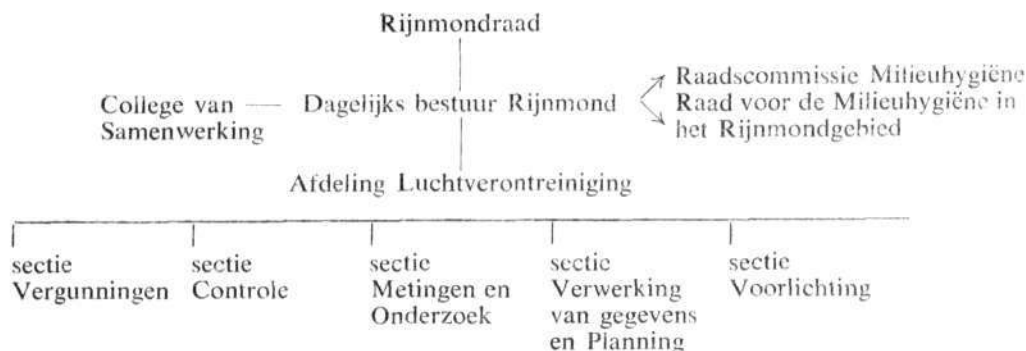 Rijnmondraad
College van
Samenwerking
Dagelijks bestuur Rijnmond
Raadscommissie Milieuhygiëne
Raad voor de Milieuhygiëne in
het Rijnmondgebied
Afdeling Luchtverontreiniging
sectie
Vergunningen
sectie
Controle
sectie
Metingen en
Onderzoek
sectie
Verwerking
van gegevens
en Planning
sectie
Voorlichting